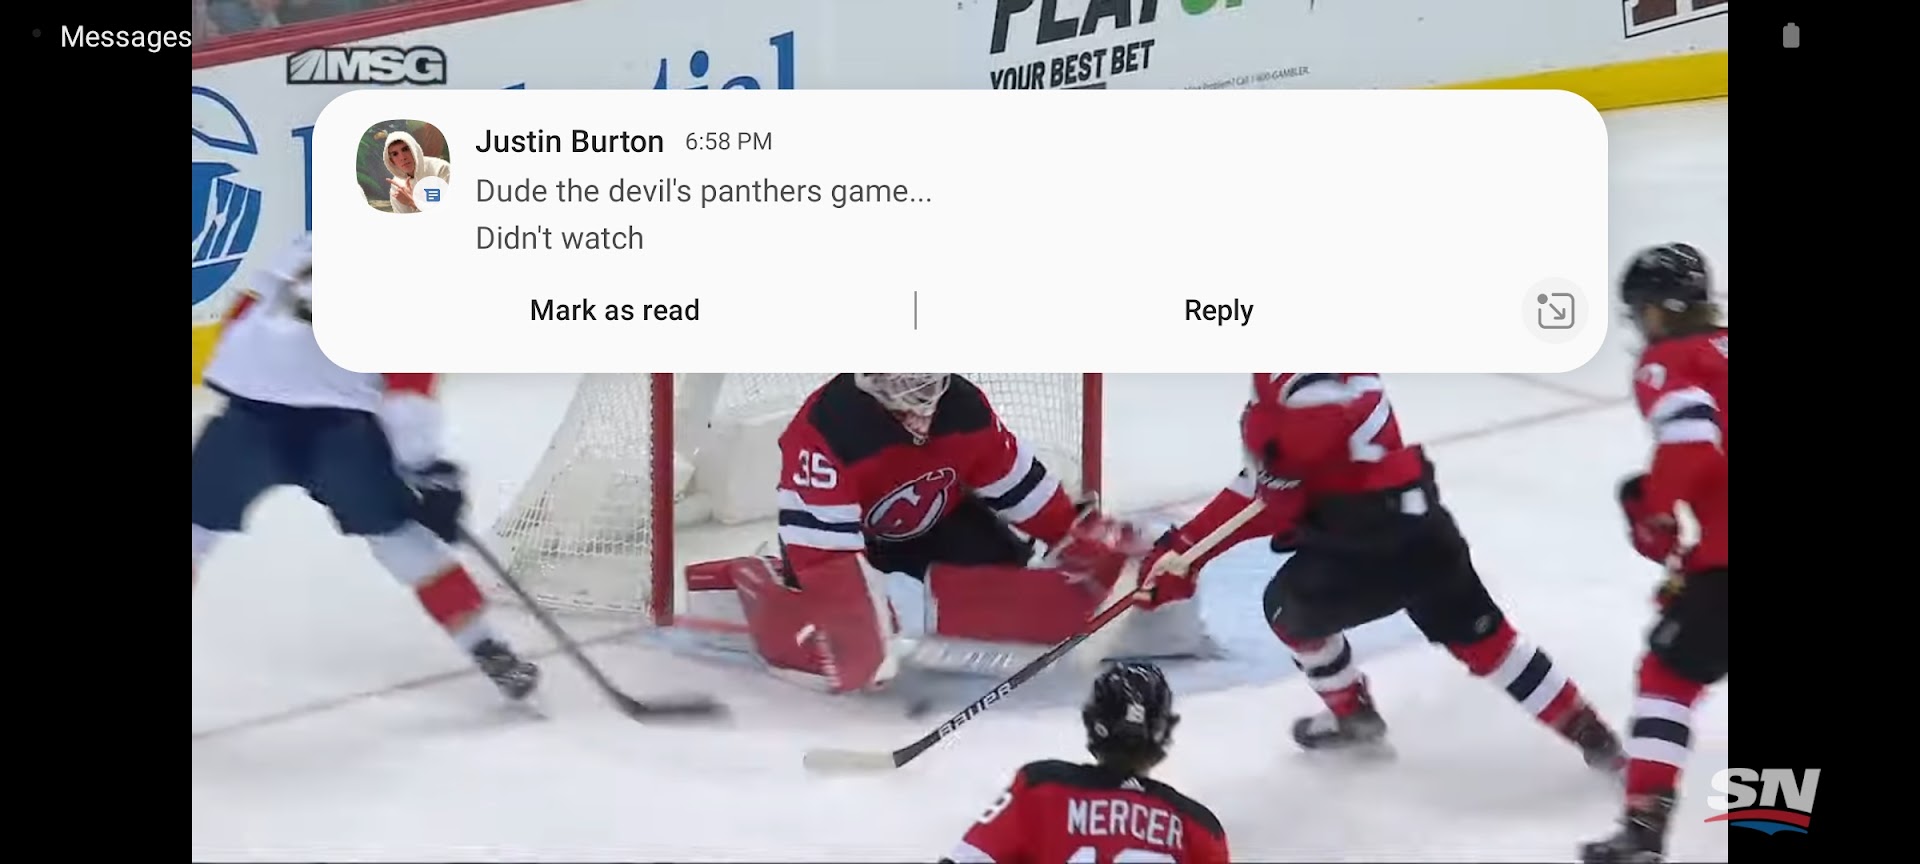 Messages
MSG
PLAY
YOUR BEST BET
Justin Burton 6:58 PM
Dude the devil's panthers game...
Didn't watch
Mark as read
Reply
35
BAUER
MERCER
SN